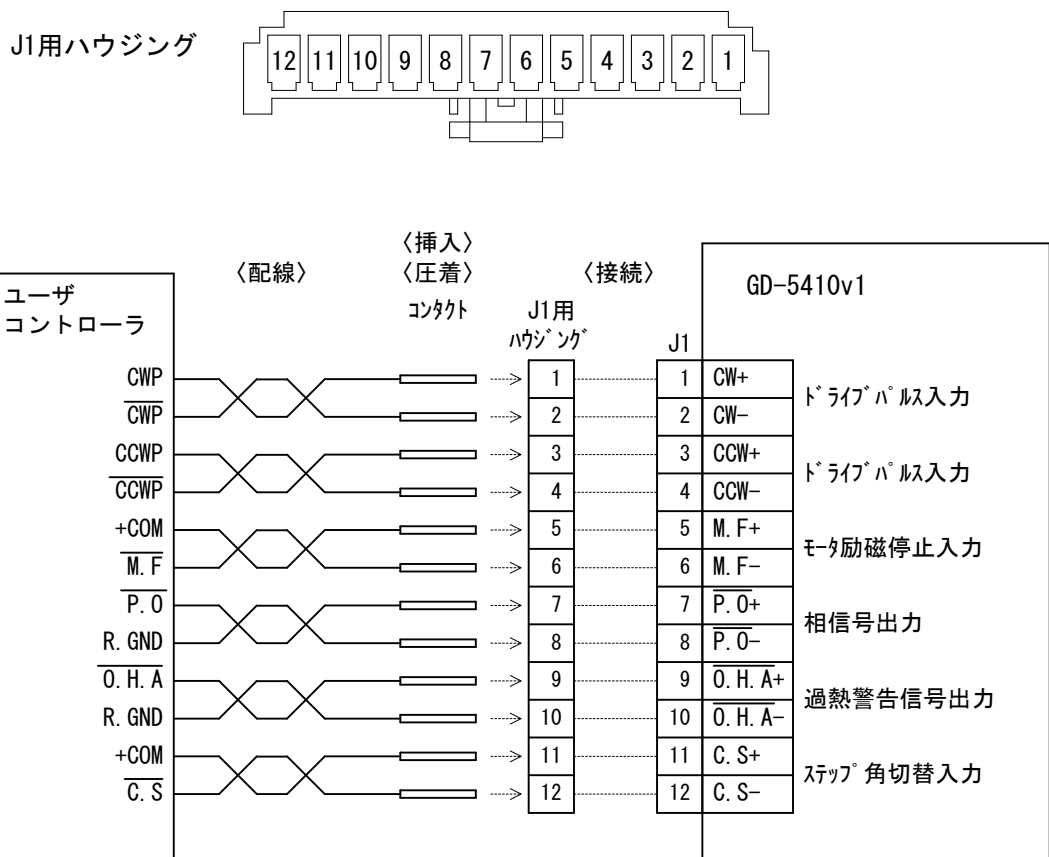 J1用ハウジング
12 11 10 9 8 7 6 5 4 3 2 1
〈挿入〉
〈配線〉 〈圧着〉 〈接続〉
GD-5410v1
ユーザ
コントローラ
コンタクト J1用
ハウジング J1
CWP 1 1 CW+
ドライブパルス入力
C̅W̅P̅ 2 2 CW-
CCWP 3 3 CCW+
ドライブパルス入力
C̅C̅W̅P̅ 4 4 CCW-
+COM 5 5 M.F+
モータ励磁停止入力
M̅.̅F̅ 6 6 M.F-
P̅.̅O̅ 7 7 P̅.̅O̅+
相信号出力
R.GND 8 8 P̅.̅O̅-
O̅.̅H̅.̅A̅ 9 9 O̅.̅H̅.̅A̅+
過熱警告信号出力
R.GND 10 10 O̅.̅H̅.̅A̅-
+COM 11 11 C.S+
ステップ角切替入力
C̅.̅S̅ 12 12 C.S-